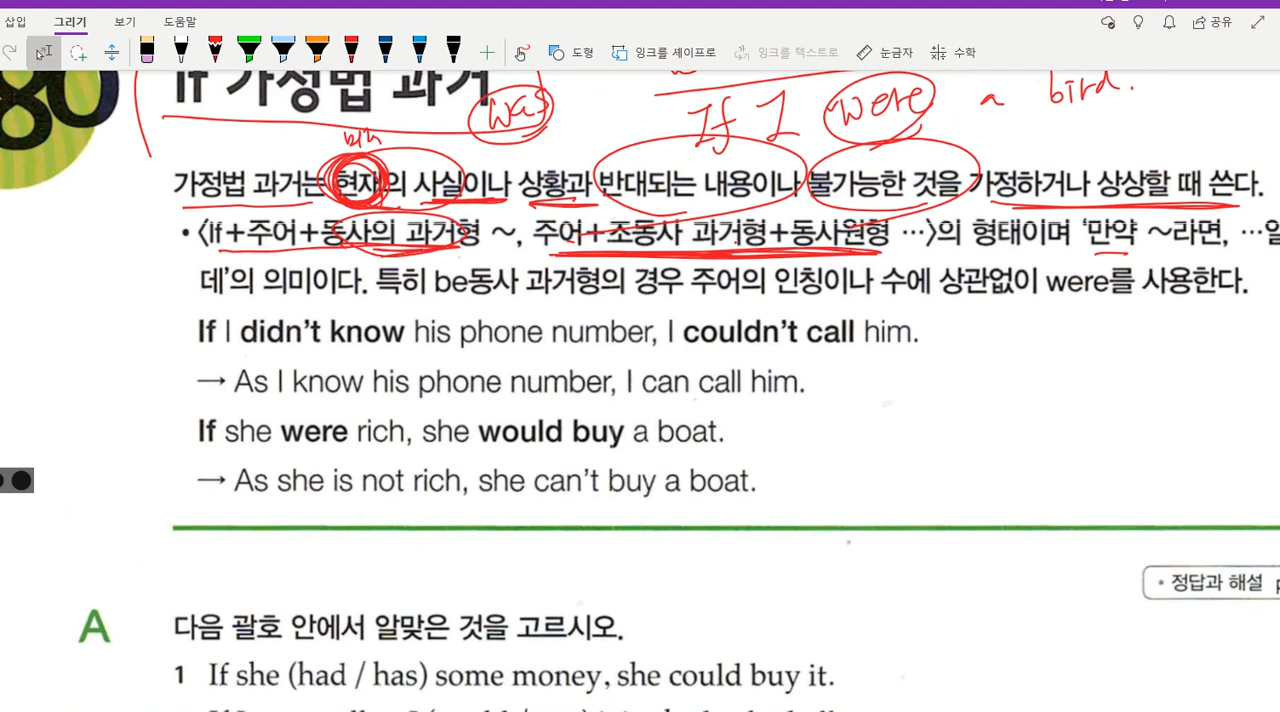 삽입 그리기 보기 도움말 공유
도형 잉크를 셰이프로 잉크를 텍스트로 눈금자 수학
80 If 가정법 과거 was If I were a bird.
가정법 과거는 현재의 사실이나 상황과 반대되는 내용이나 불가능한 것을 가정하거나 상상할 때 쓴다.
• 〈If+주어+동사의 과거형 ~, 주어+조동사 과거형+동사원형 …〉의 형태이며 '만약 ~라면, …일
데'의 의미이다. 특히 be동사 과거형의 경우 주어의 인칭이나 수에 상관없이 were를 사용한다.
If I didn't know his phone number, I couldn't call him.
→ As I know his phone number, I can call him.
If she were rich, she would buy a boat.
→ As she is not rich, she can't buy a boat.
• 정답과 해설
A 다음 괄호 안에서 알맞은 것을 고르시오.
1 If she (had / has) some money, she could buy it.